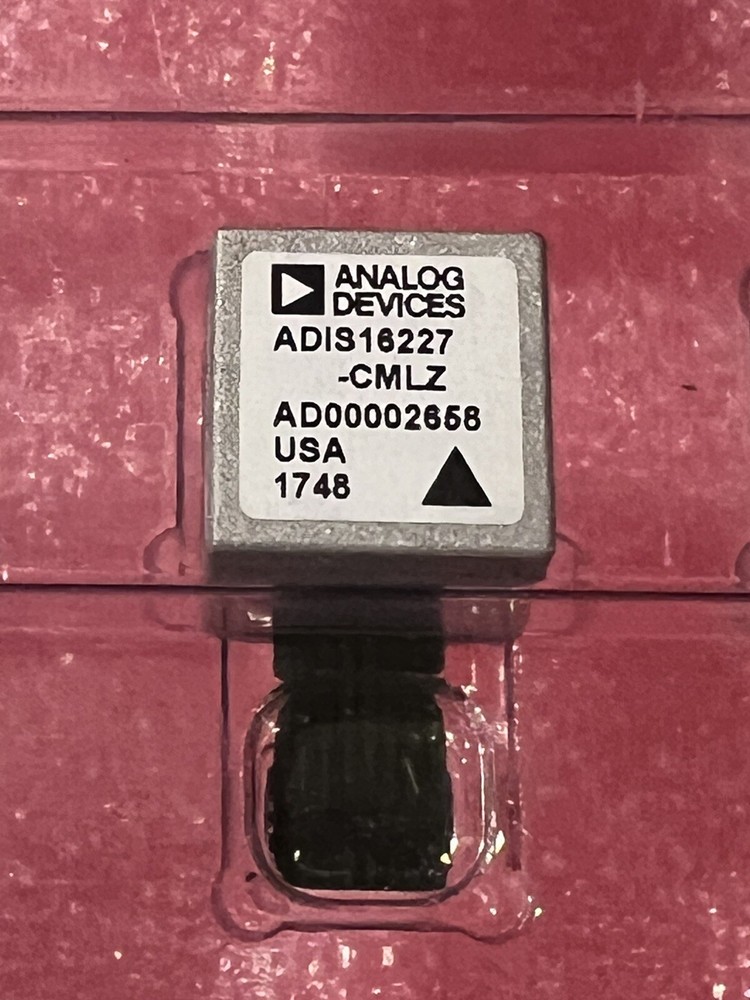 ANALOG
DEVICES
ADIS16227
-CMLZ
AD00002658
USA
1748